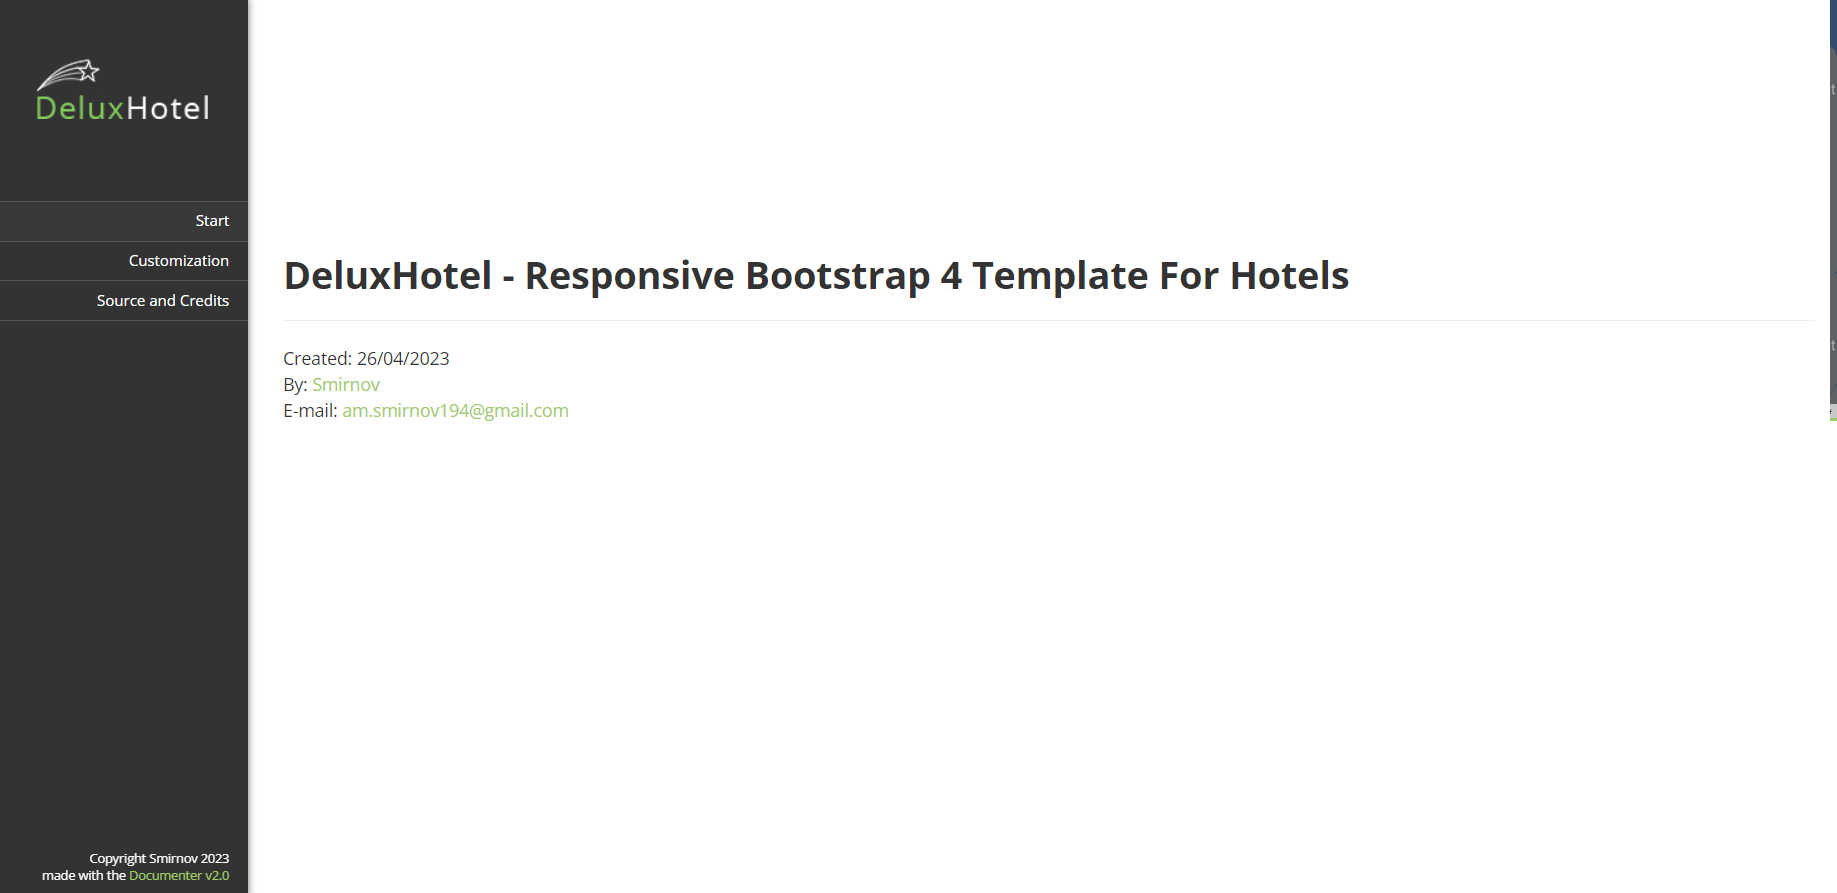 DeluxHotel
Start
Customization
Source and Credits
DeluxHotel - Responsive Bootstrap 4 Template For Hotels
Created: 26/04/2023
By: Smirnov
E-mail: am.smirnov194@gmail.com
Copyright Smirnov 2023
made with the Documenter v2.0